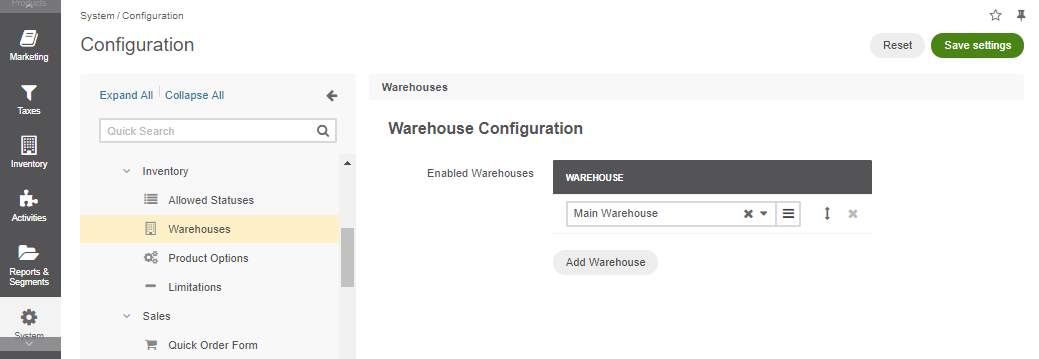 Products
Marketing
Taxes
Inventory
Activities
Reports &
Segments
System
System / Configuration
Configuration
Reset
Save settings
Expand All
Collapse All
Quick Search
Inventory
Allowed Statuses
Warehouses
Product Options
Limitations
Sales
Quick Order Form
Warehouses
Warehouse Configuration
Enabled Warehouses
WAREHOUSE
Main Warehouse
Add Warehouse